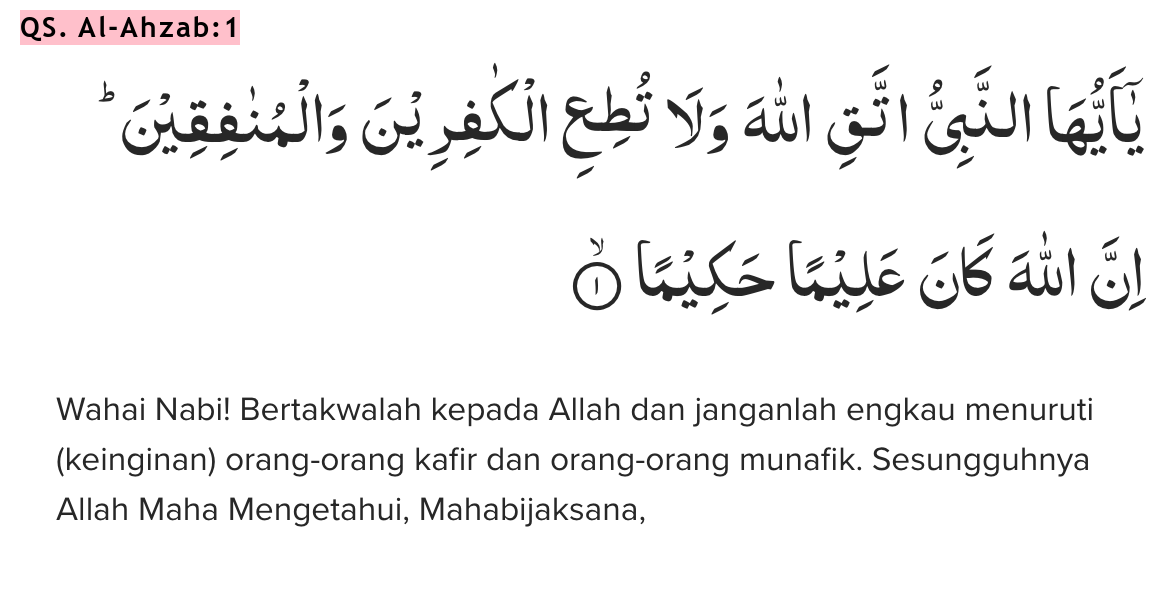 QS. Al-Ahzab:1
يٰٓاَيُّهَا النَّبِيُّ اتَّقِ اللّٰهَ وَلَا تُطِعِ الْكٰفِرِيْنَ وَالْمُنٰفِقِيْنَ ۗ
اِنَّ اللّٰهَ كَانَ عَلِيْمًا حَكِيْمًا ۙ ١
Wahai Nabi! Bertakwalah kepada Allah dan janganlah engkau menuruti
(keinginan) orang-orang kafir dan orang-orang munafik. Sesungguhnya
Allah Maha Mengetahui, Mahabijaksana,